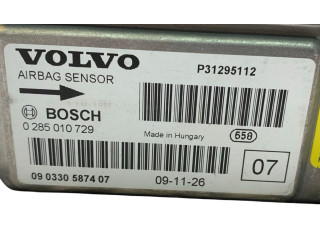 VOLVO
AIRBAG SENSOR
P31295112
BOSCH
0 285 010 729
Made in Hungary
558
07
09 0330 5874 07
09-11-26